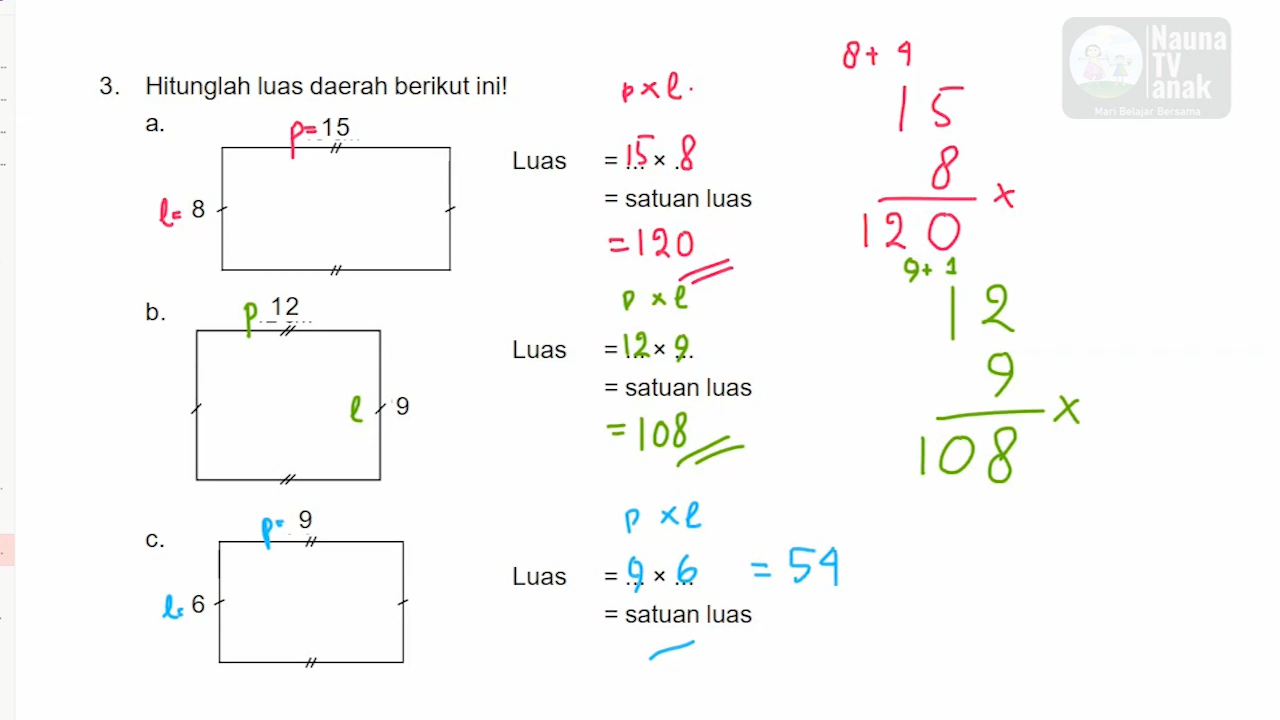 Nauna
TV
anak
Mari Belajar Bersama
3. Hitunglah luas daerah berikut ini!
a.
p= 15
l= 8
p x l.
Luas = 15 × 8
= satuan luas
= 120
8+ 4
15
8
x
120
b.
p 12
l 9
p x l
Luas = 12 × 9
= satuan luas
= 108
9+ 1
12
9
x
108
c.
p= 9
l= 6
p x l
Luas = 9 × 6 = 54
= satuan luas